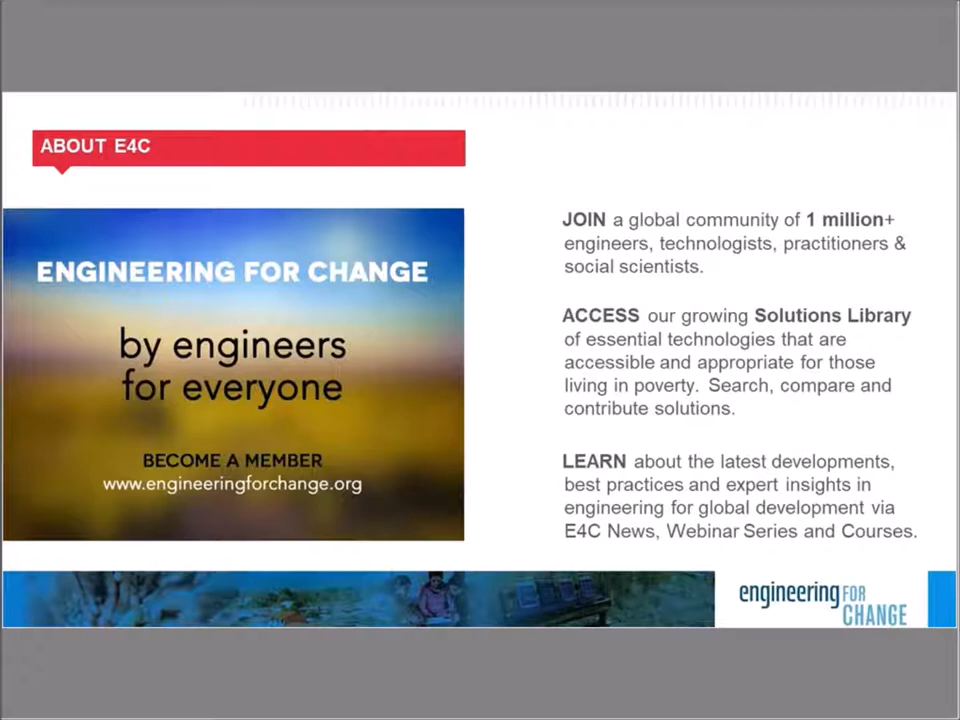 ABOUT E4C
ENGINEERING FOR CHANGE
by engineers
for everyone
BECOME A MEMBER
www.engineeringforchange.org
JOIN a global community of 1 million+
engineers, technologists, practitioners &
social scientists.
ACCESS our growing Solutions Library
of essential technologies that are
accessible and appropriate for those
living in poverty. Search, compare and
contribute solutions.
LEARN about the latest developments,
best practices and expert insights in
engineering for global development via
E4C News, Webinar Series and Courses.
engineering FOR
CHANGE